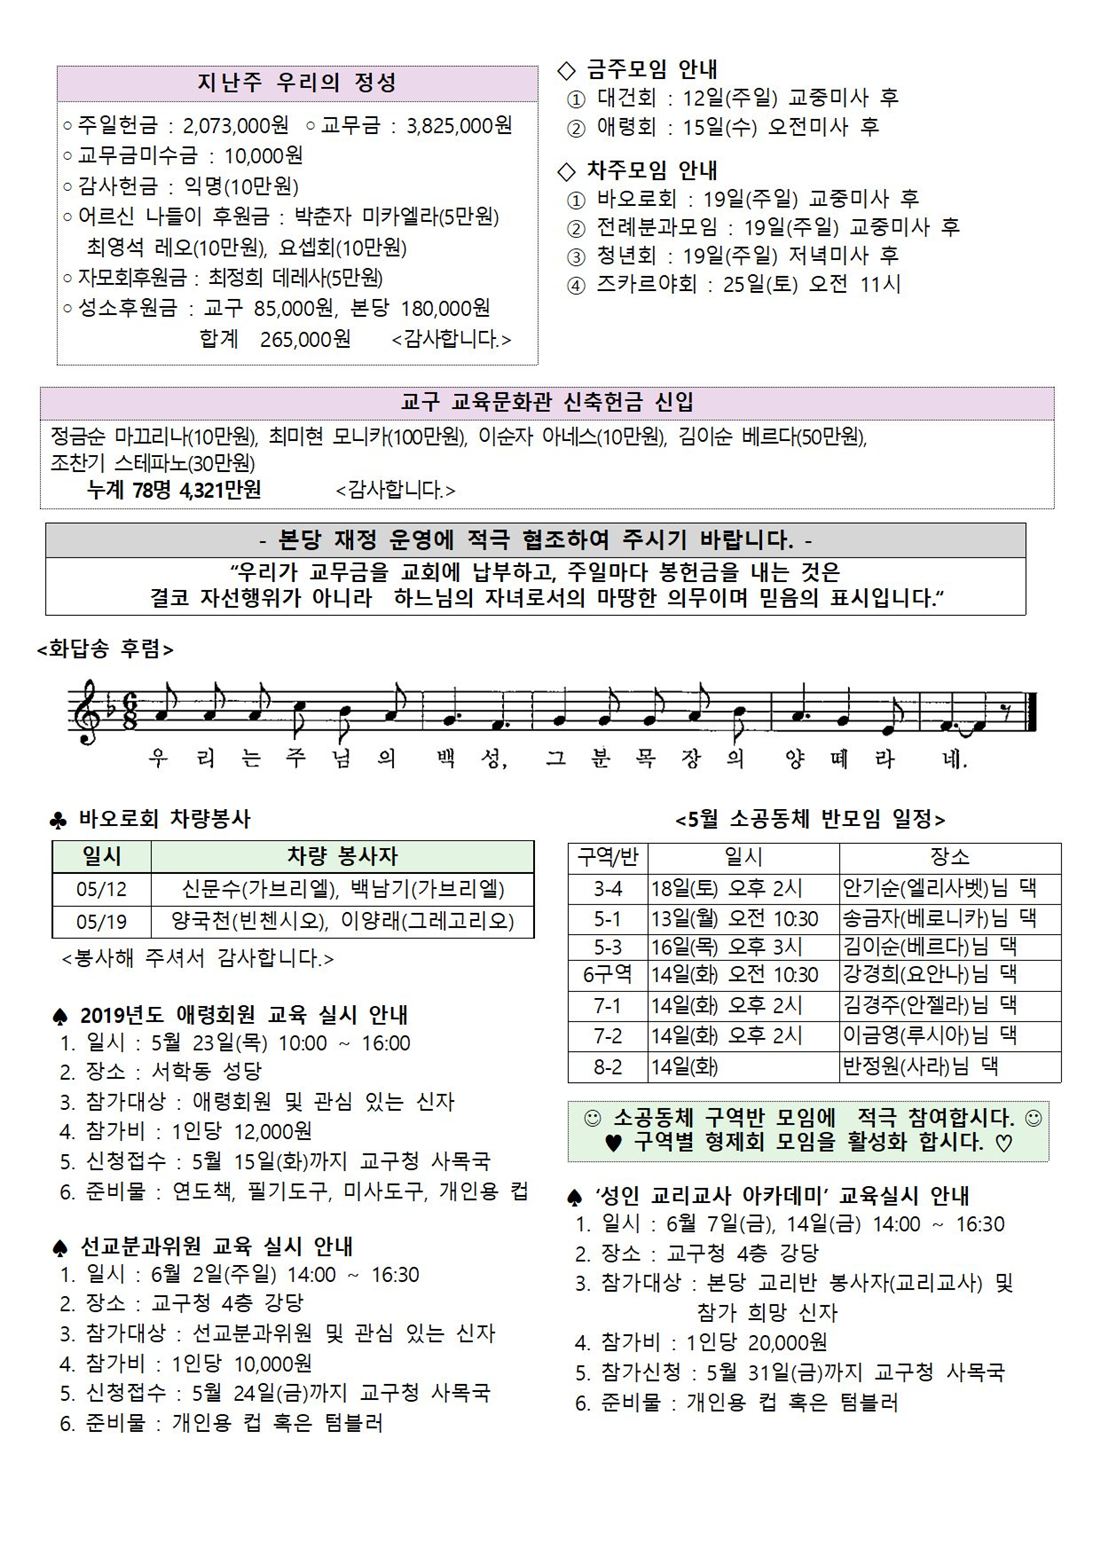 지난주 우리의 정성
○ 주일헌금 : 2,073,000원 ○ 교무금 : 3,825,000원
○ 교무금미수금 : 10,000원
○ 감사헌금 : 익명(10만원)
○ 어르신 나들이 후원금 : 박춘자 미카엘라(5만원)
최영석 레오(10만원), 요셉회(10만원)
○ 자모회후원금 : 최정희 데레사(5만원)
○ 성소후원금 : 교구 85,000원, 본당 180,000원
합계 265,000원 <감사합니다.>
◇ 금주모임 안내
① 대건회 : 12일(주일) 교중미사 후
② 애령회 : 15일(수) 오전미사 후
◇ 차주모임 안내
① 바오로회 : 19일(주일) 교중미사 후
② 전례분과모임 : 19일(주일) 교중미사 후
③ 청년회 : 19일(주일) 저녁미사 후
④ 즈카르야회 : 25일(토) 오전 11시
교구 교육문화관 신축헌금 신입
정금순 마끄리나(10만원), 최미현 모니카(100만원), 이순자 아네스(10만원), 김이순 베르다(50만원),
조찬기 스테파노(30만원)
누계 78명 4,321만원 <감사합니다.>
- 본당 재정 운영에 적극 협조하여 주시기 바랍니다. -
“우리가 교무금을 교회에 납부하고, 주일마다 봉헌금을 내는 것은
결코 자선행위가 아니라 하느님의 자녀로서의 마땅한 의무이며 믿음의 표시입니다.“
<화답송 후렴>
6
8
우 리 는 주 님 의 백 성, 그 분 목 장 의 양 떼 라 네.
♣ 바오로회 차량봉사
일시 차량 봉사자
05/12 신문수(가브리엘), 백남기(가브리엘)
05/19 양국천(빈첸시오), 이양래(그레고리오)
<봉사해 주셔서 감사합니다.>
♠ 2019년도 애령회원 교육 실시 안내
1. 일시 : 5월 23일(목) 10:00 ~ 16:00
2. 장소 : 서학동 성당
3. 참가대상 : 애령회원 및 관심 있는 신자
4. 참가비 : 1인당 12,000원
5. 신청접수 : 5월 15일(화)까지 교구청 사목국
6. 준비물 : 연도책, 필기도구, 미사도구, 개인용 컵
♠ 선교분과위원 교육 실시 안내
1. 일시 : 6월 2일(주일) 14:00 ~ 16:30
2. 장소 : 교구청 4층 강당
3. 참가대상 : 선교분과위원 및 관심 있는 신자
4. 참가비 : 1인당 10,000원
5. 신청접수 : 5월 24일(금)까지 교구청 사목국
6. 준비물 : 개인용 컵 혹은 텀블러
<5월 소공동체 반모임 일정>
구역/반 일시 장소
3-4 18일(토) 오후 2시 안기순(엘리사벳)님 댁
5-1 13일(월) 오전 10:30 송금자(베로니카)님 댁
5-3 16일(목) 오후 3시 김이순(베르다)님 댁
6구역 14일(화) 오전 10:30 강경희(요안나)님 댁
7-1 14일(화) 오후 2시 김경주(안젤라)님 댁
7-2 14일(화) 오후 2시 이금영(루시아)님 댁
8-2 14일(화) 반정원(사라)님 댁
☺ 소공동체 구역반 모임에 적극 참여합시다. ☺
♥ 구역별 형제회 모임을 활성화 합시다. ♡
♠ ‘성인 교리교사 아카데미’ 교육실시 안내
1. 일시 : 6월 7일(금), 14일(금) 14:00 ~ 16:30
2. 장소 : 교구청 4층 강당
3. 참가대상 : 본당 교리반 봉사자(교리교사) 및
참가 희망 신자
4. 참가비 : 1인당 20,000원
5. 참가신청 : 5월 31일(금)까지 교구청 사목국
6. 준비물 : 개인용 컵 혹은 텀블러